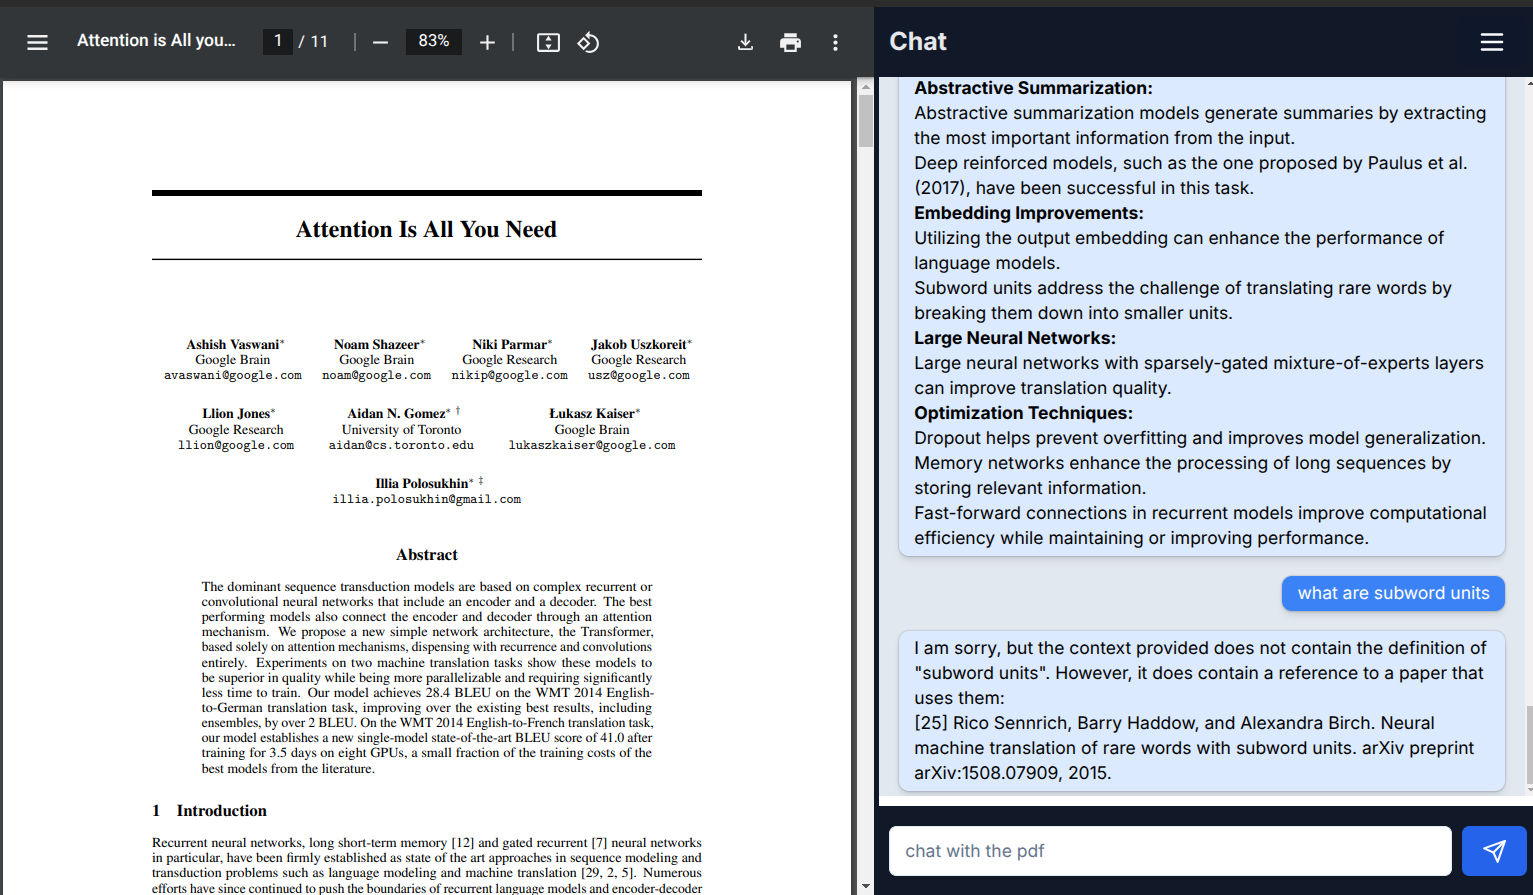 Attention is All you...
1 / 11
83%
Attention Is All You Need
Ashish Vaswani* Noam Shazeer* Niki Parmar* Jakob Uszkoreit*
Google Brain Google Brain Google Research Google Research
avaswani@google.com noam@google.com nikip@google.com usz@google.com
Llion Jones* Aidan N. Gomez* † Łukasz Kaiser*
Google Research University of Toronto Google Brain
llion@google.com aidan@cs.toronto.edu lukaszkaiser@google.com
Illia Polosukhin* ‡
illia.polosukhin@gmail.com
Abstract
The dominant sequence transduction models are based on complex recurrent or
convolutional neural networks that include an encoder and a decoder. The best
performing models also connect the encoder and decoder through an attention
mechanism. We propose a new simple network architecture, the Transformer,
based solely on attention mechanisms, dispensing with recurrence and convolutions
entirely. Experiments on two machine translation tasks show these models to
be superior in quality while being more parallelizable and requiring significantly
less time to train. Our model achieves 28.4 BLEU on the WMT 2014 English-
to-German translation task, improving over the existing best results, including
ensembles, by over 2 BLEU. On the WMT 2014 English-to-French translation task,
our model establishes a new single-model state-of-the-art BLEU score of 41.0 after
training for 3.5 days on eight GPUs, a small fraction of the training costs of the
best models from the literature.
1 Introduction
Recurrent neural networks, long short-term memory [12] and gated recurrent [7] neural networks
in particular, have been firmly established as state of the art approaches in sequence modeling and
transduction problems such as language modeling and machine translation [29, 2, 5]. Numerous
efforts have since continued to push the boundaries of recurrent language models and encoder-decoder
Chat
Abstractive Summarization:
Abstractive summarization models generate summaries by extracting
the most important information from the input.
Deep reinforced models, such as the one proposed by Paulus et al.
(2017), have been successful in this task.
Embedding Improvements:
Utilizing the output embedding can enhance the performance of
language models.
Subword units address the challenge of translating rare words by
breaking them down into smaller units.
Large Neural Networks:
Large neural networks with sparsely-gated mixture-of-experts layers
can improve translation quality.
Optimization Techniques:
Dropout helps prevent overfitting and improves model generalization.
Memory networks enhance the processing of long sequences by
storing relevant information.
Fast-forward connections in recurrent models improve computational
efficiency while maintaining or improving performance.
what are subword units
I am sorry, but the context provided does not contain the definition of
"subword units". However, it does contain a reference to a paper that
uses them:
[25] Rico Sennrich, Barry Haddow, and Alexandra Birch. Neural
machine translation of rare words with subword units. arXiv preprint
arXiv:1508.07909, 2015.
chat with the pdf